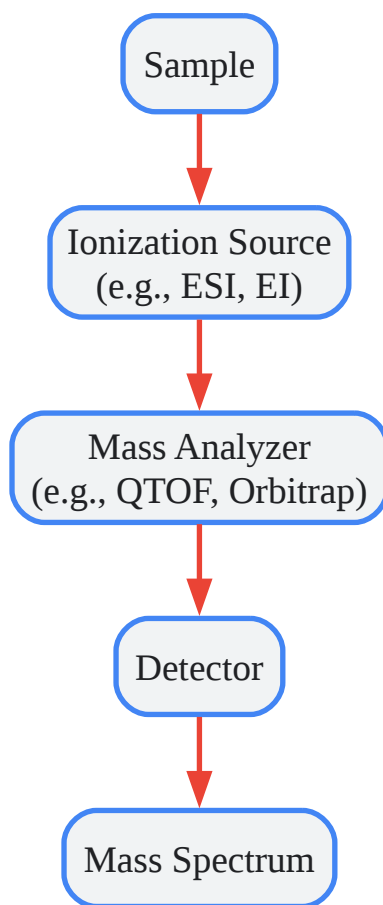 Sample
Ionization Source
(e.g., ESI, EI)
Mass Analyzer
(e.g., QTOF, Orbitrap)
Detector
Mass Spectrum